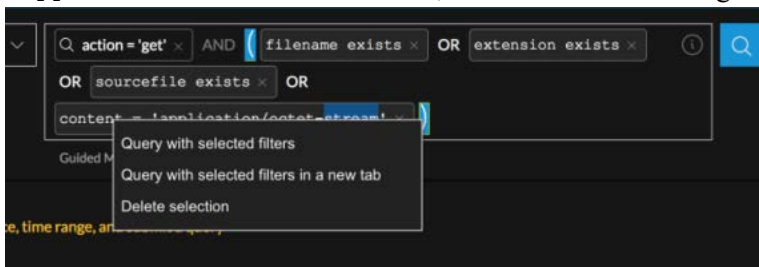 action = 'get' × AND ( filename exists × OR extension exists ×
OR sourcefile exists × OR
content = 'application/octet-stream' × )
Guided M
Query with selected filters
Query with selected filters in a new tab
Delete selection
ce, time range, an